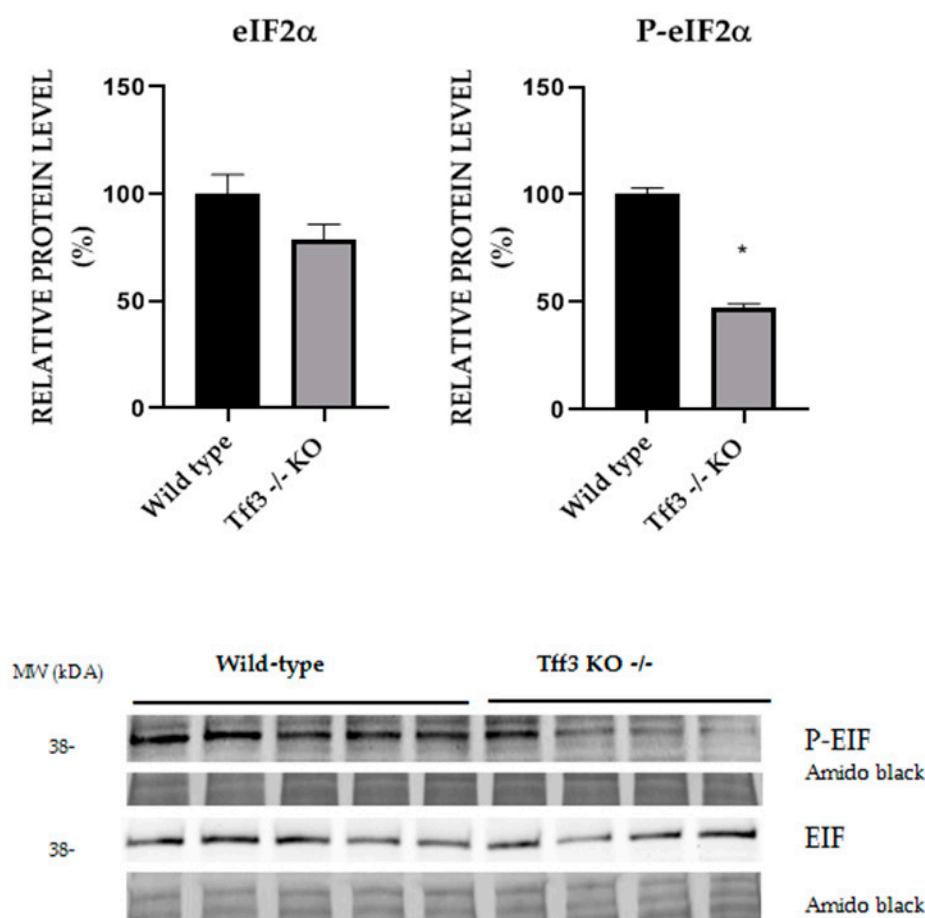 eIF2α
P-eIF2α
RELATIVE PROTEIN LEVEL
(%)
150
100
50
0
Wild type
Tff3 -/- KO
RELATIVE PROTEIN LEVEL
(%)
150
100
50
0
*
Wild type
Tff3 -/- KO
MW (kDA)
Wild-type
Tff3 KO -/-
38-
P-EIF
Amido black
38-
EIF
Amido black